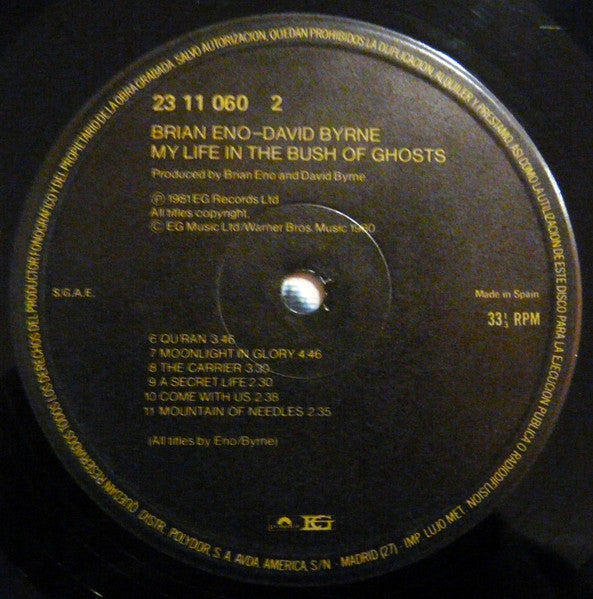 QUEDAN RESERVADOS TODOS LOS DERECHOS DEL PRODUCTOR FONOGRAFICO Y DEL PROPIETARIO DE LA OBRA GRABADA. SALVO AUTORIZACION, QUEDAN PROHIBIDOS LA DUPLICACION, ALQUILER Y PRESTAMO, ASI COMO LA UTILIZACION DE ESTE DISCO PARA LA EJECUCION PUBLICA O RADIODIFUSION
23 11 060 2
BRIAN ENO–DAVID BYRNE
MY LIFE IN THE BUSH OF GHOSTS
Produced by Brian Eno and David Byrne
Ⓟ 1981 EG Records Ltd
All titles copyright.
© EG Music Ltd/Warner Bros. Music 1980
S.G.A.E.
Made in Spain
33⅓ RPM
6 QU'RAN 3.46
7 MOONLIGHT IN GLORY 4.46
8 THE CARRIER 3.30
9 A SECRET LIFE 2.30
10 COME WITH US 2.38
11 MOUNTAIN OF NEEDLES 2.35
(All titles by Eno/Byrne)
EG
DISTR. POLYDOR, S. A. AVDA. AMERICA, S/N - MADRID (27) - IMP. LUJO MET.